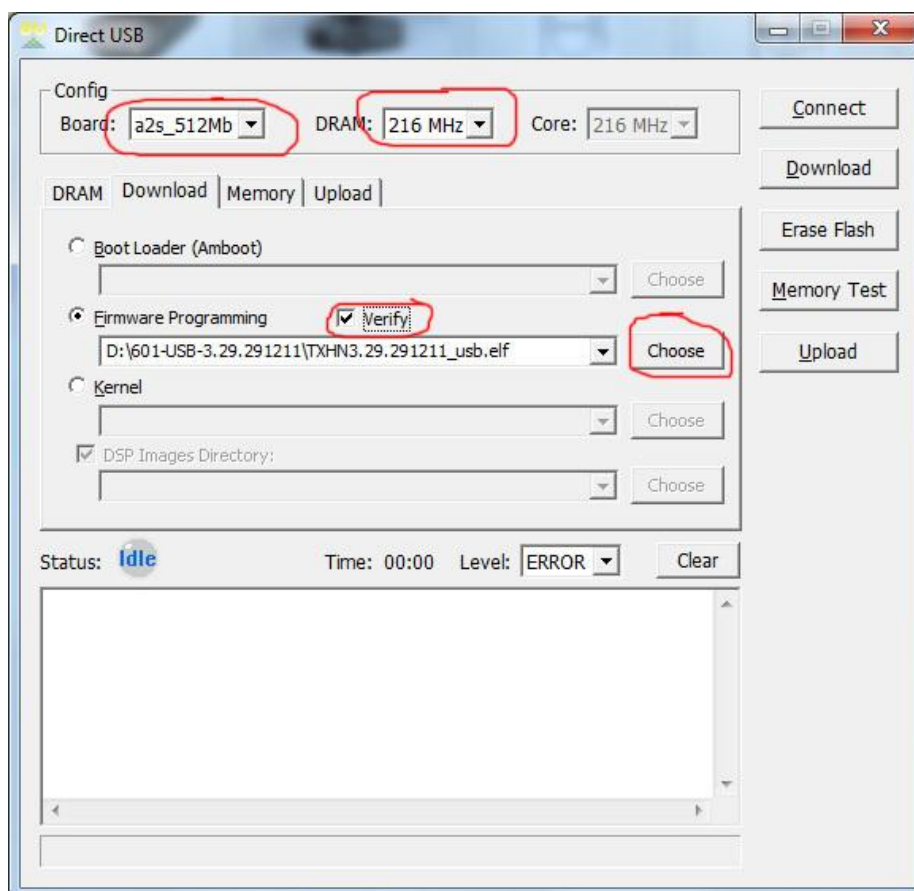 Direct USB
Config
Board: a2s_512Mb DRAM: 216 MHz Core: 216 MHz
Connect
Download
Erase Flash
Memory Test
Upload
DRAM Download Memory Upload
Boot Loader (Amboot)
Choose
Firmware Programming Verify
D:\601-USB-3.29.291211\TXHN3.29.291211_usb.elf Choose
Kernel
Choose
DSP Images Directory:
Choose
Status: Idle Time: 00:00 Level: ERROR Clear